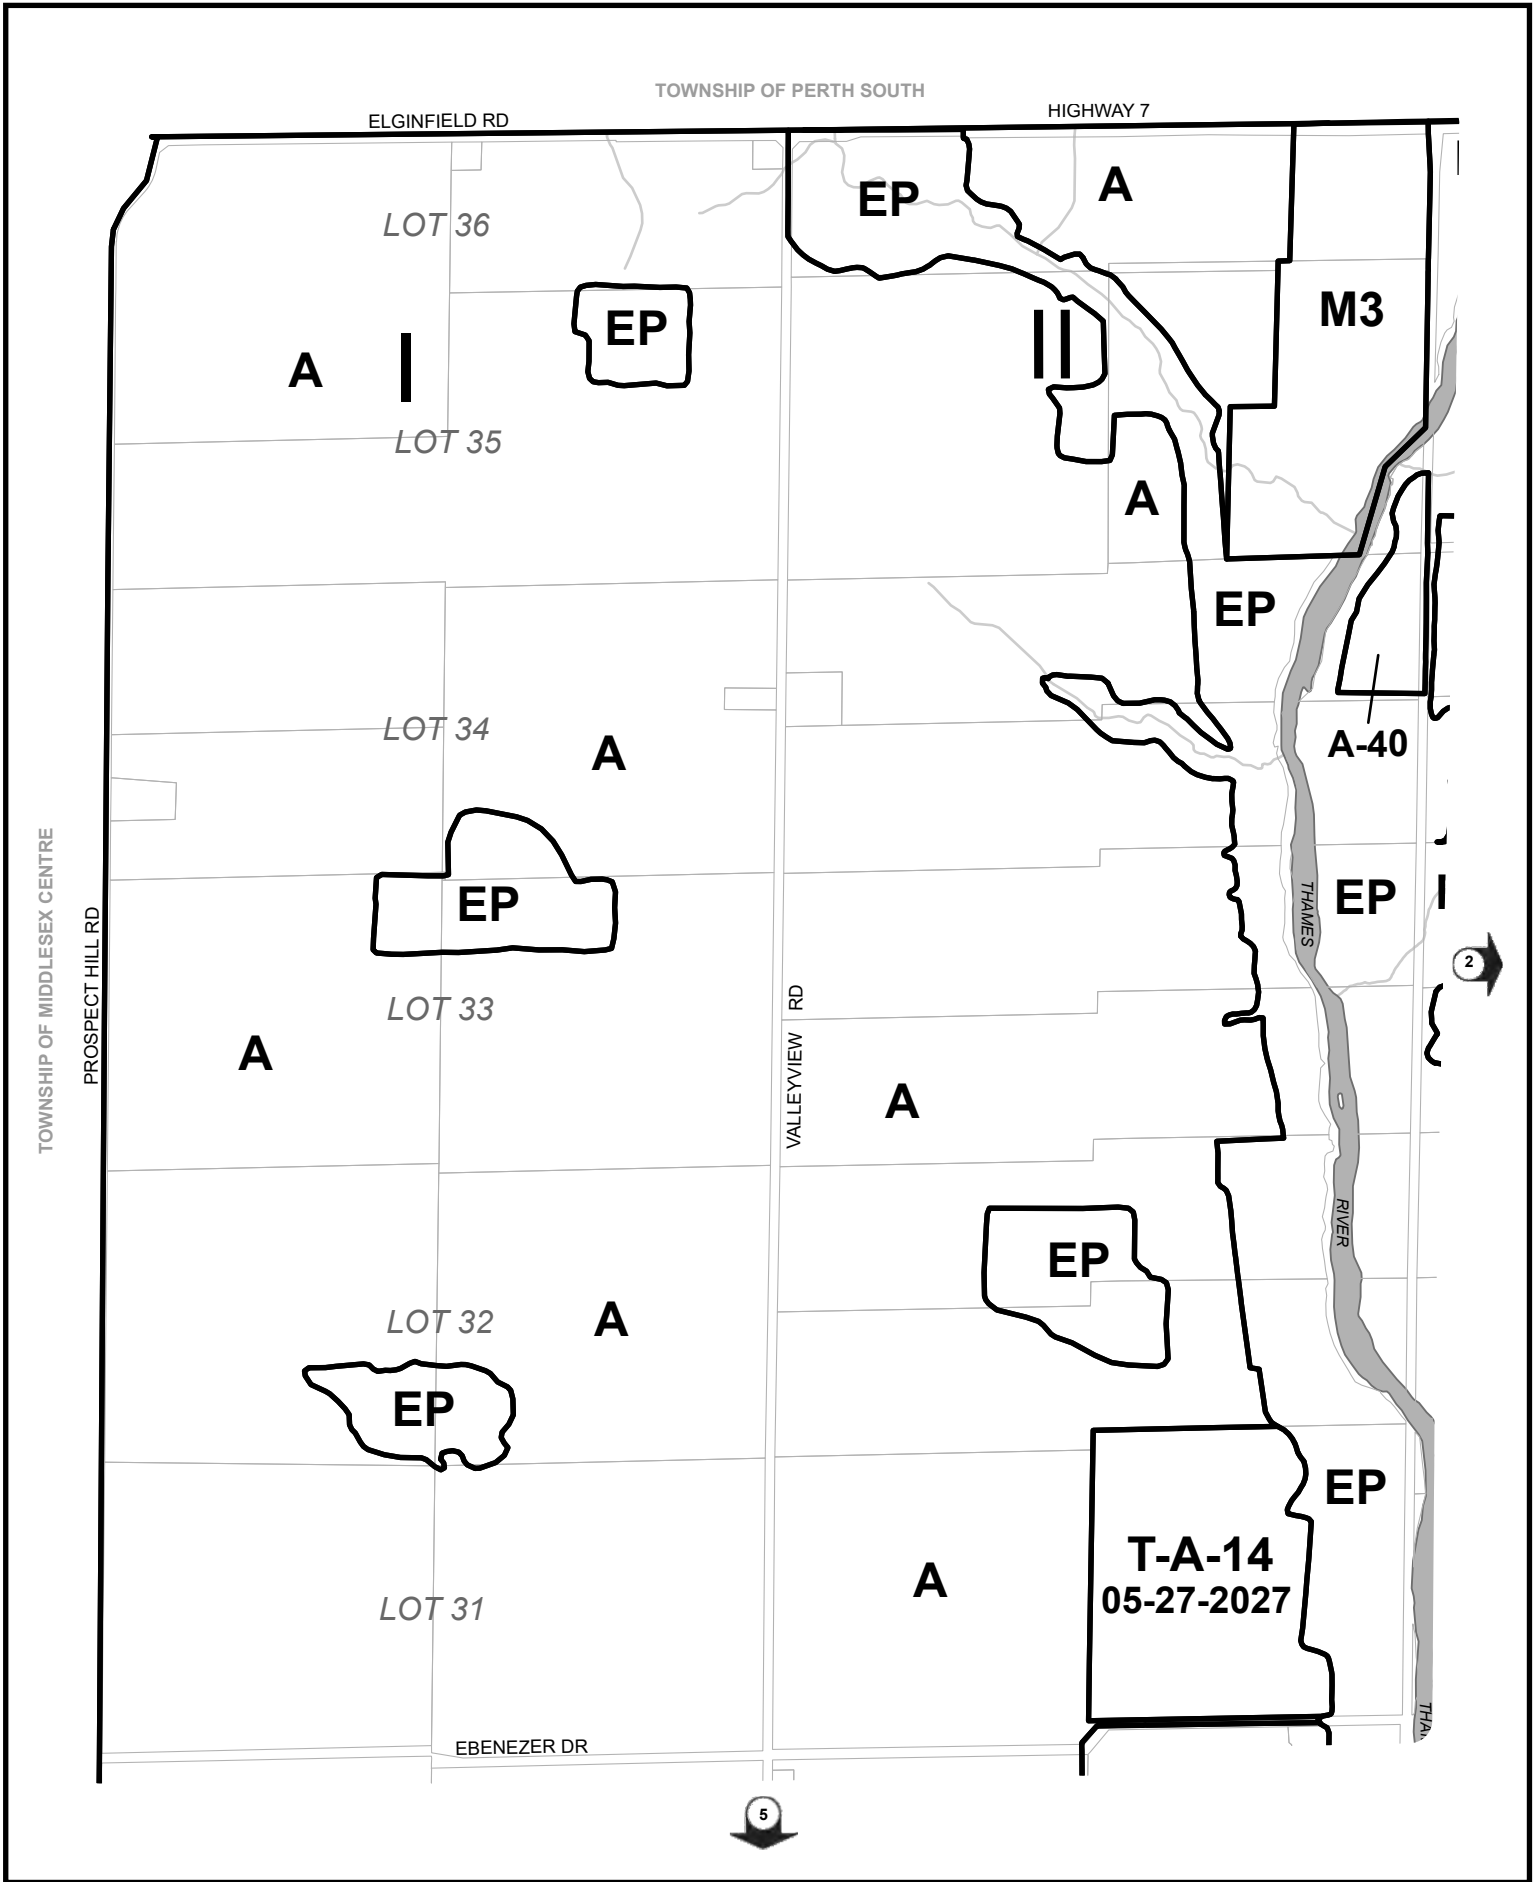 TOWNSHIP OF PERTH SOUTH
ELGINFIELD RD
HIGHWAY 7
EP
A
LOT 36
M3
EP
A
I
II
LOT 35
A
EP
LOT 34
A
A-40
EP
THAMES
EP
I
TOWNSHIP OF MIDDLESEX CENTRE
PROSPECT HILL RD
2
LOT 33
VALLEYVIEW RD
A
A
RIVER
EP
LOT 32
A
EP
EP
T-A-14
05-27-2027
A
LOT 31
THA
EBENEZER DR
5